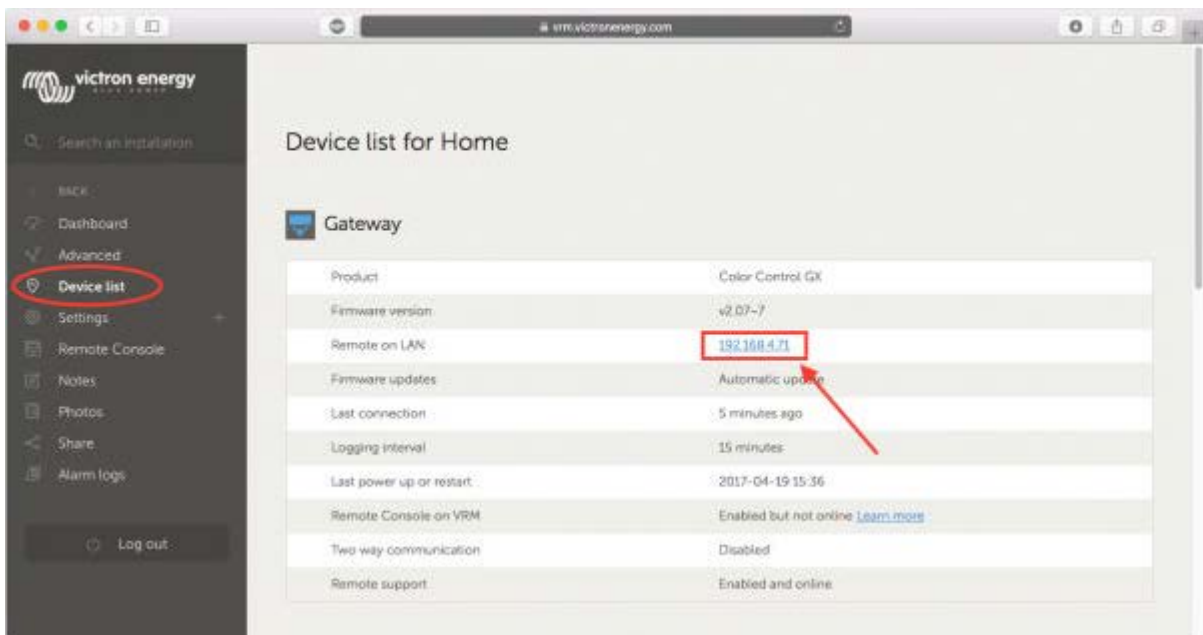 vrm.victronenergy.com
victron energy
BLUE POWER
Search an installation
BACK
Dashboard
Advanced
Device list
Settings
Remote Console
Notes
Photos
Share
Alarm logs
Log out
Device list for Home
Gateway
Product Color Control GX
Firmware version v2.07~7
Remote on LAN 192.168.4.71
Firmware updates Automatic update
Last connection 5 minutes ago
Logging interval 15 minutes
Last power up or restart 2017-04-19 15:36
Remote Console on VRM Enabled but not online Learn more
Two way communication Disabled
Remote support Enabled and online